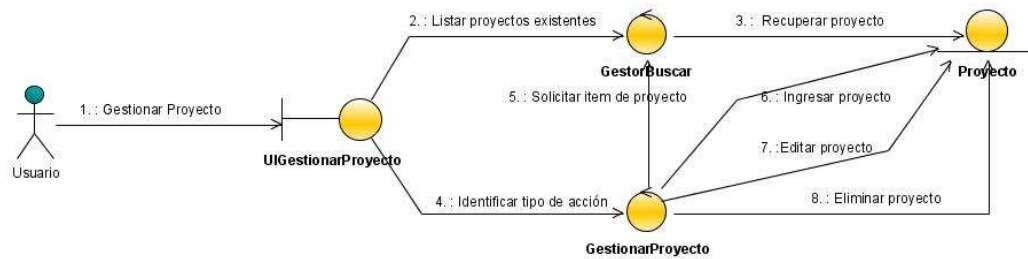 2. : Listar proyectos existentes
3. : Recuperar proyecto
GestorBuscar
Proyecto
1. : Gestionar Proyecto
5. : Solicitar item de proyecto
6. : Ingresar proyecto
UIGestionarProyecto
Usuario
7. :Editar proyecto
4. : Identificar tipo de acción
8. : Eliminar proyecto
GestionarProyecto